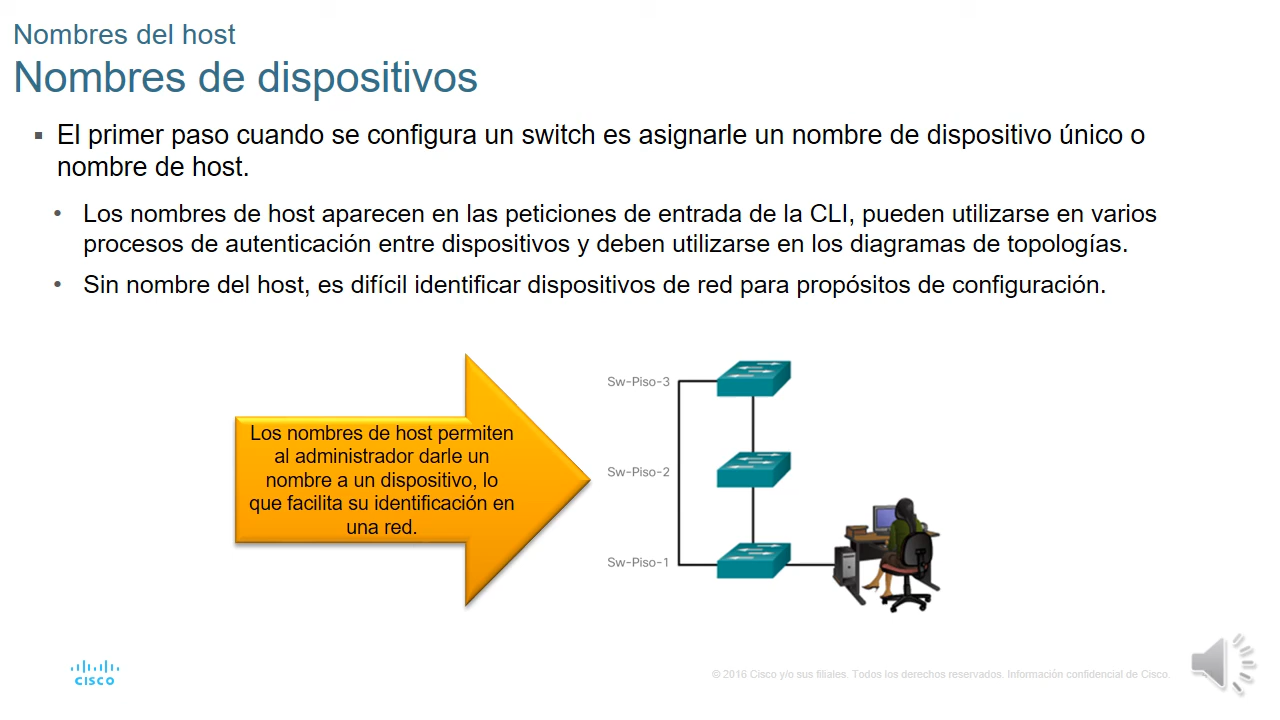 Nombres del host
Nombres de dispositivos
▪ El primer paso cuando se configura un switch es asignarle un nombre de dispositivo único o
nombre de host.
• Los nombres de host aparecen en las peticiones de entrada de la CLI, pueden utilizarse en varios
procesos de autenticación entre dispositivos y deben utilizarse en los diagramas de topologías.
• Sin nombre del host, es difícil identificar dispositivos de red para propósitos de configuración.
Los nombres de host permiten
al administrador darle un
nombre a un dispositivo, lo
que facilita su identificación en
una red.
Sw-Piso-3
Sw-Piso-2
Sw-Piso-1
CISCO
© 2016 Cisco y/o sus filiales. Todos los derechos reservados. Información confidencial de Cisco.